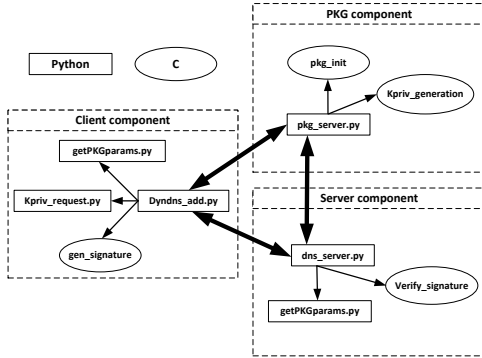 PKG component
Python
C
pkg_init
Kpriv_generation
pkg_server.py
Client component
getPKGparams.py
Kpriv_request.py
Dyndns_add.py
gen_signature
Server component
dns_server.py
Verify_signature
getPKGparams.py